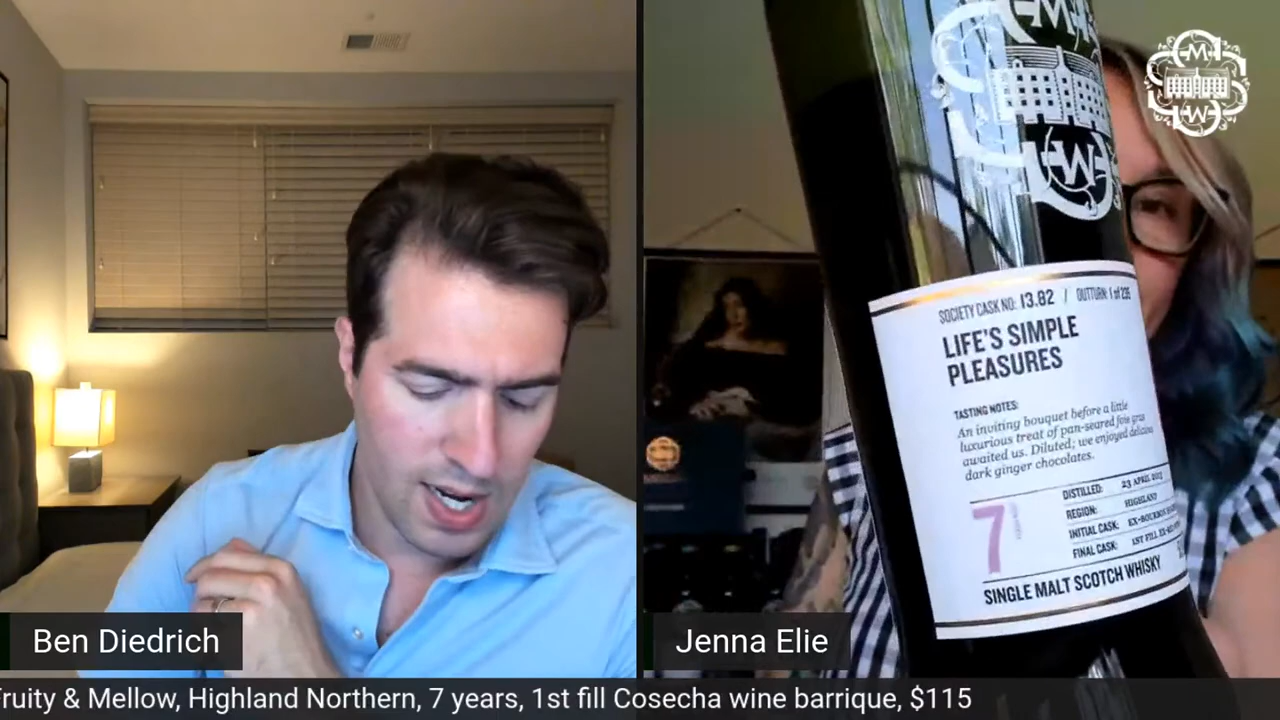 M
W
SOCIETY CASK NO: 13.82 / OUTTURN: 1 of 235
LIFE'S SIMPLE
PLEASURES
TASTING NOTES:
An inviting bouquet before a little
luxurious treat of pan-seared foie gras
awaited us. Diluted; we enjoyed delicious
dark ginger chocolates.
7
DISTILLED: 23 APRIL
REGION: HIGHLAND
INITIAL CASK: EX-BOURBON
FINAL CASK: 1ST FILL
SINGLE MALT SCOTCH WHISKY
M
W
Ben Diedrich
Jenna Elie
ruity & Mellow, Highland Northern, 7 years, 1st fill Cosecha wine barrique, $115